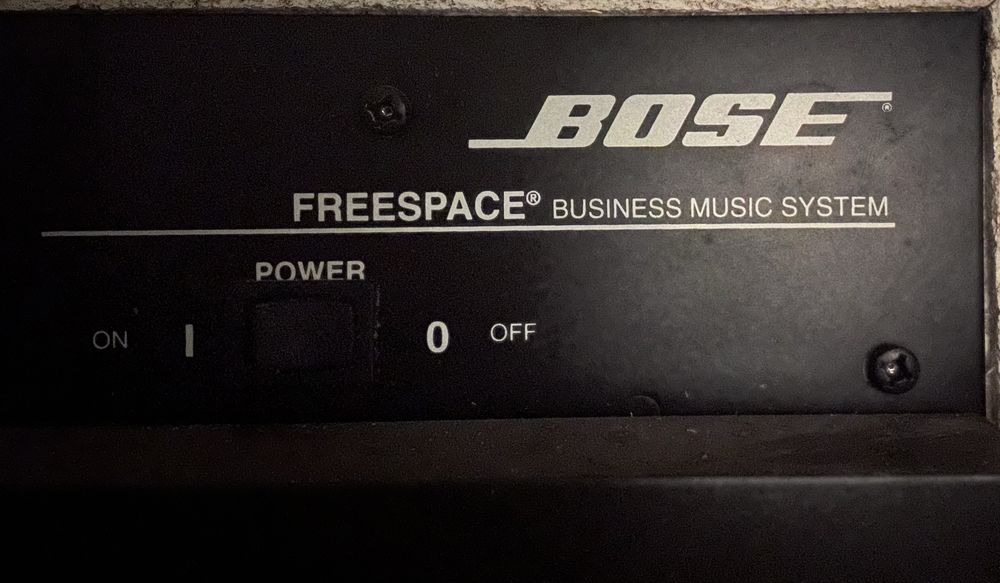 BOSE®
FREESPACE® BUSINESS MUSIC SYSTEM
POWER
ON I 0 OFF